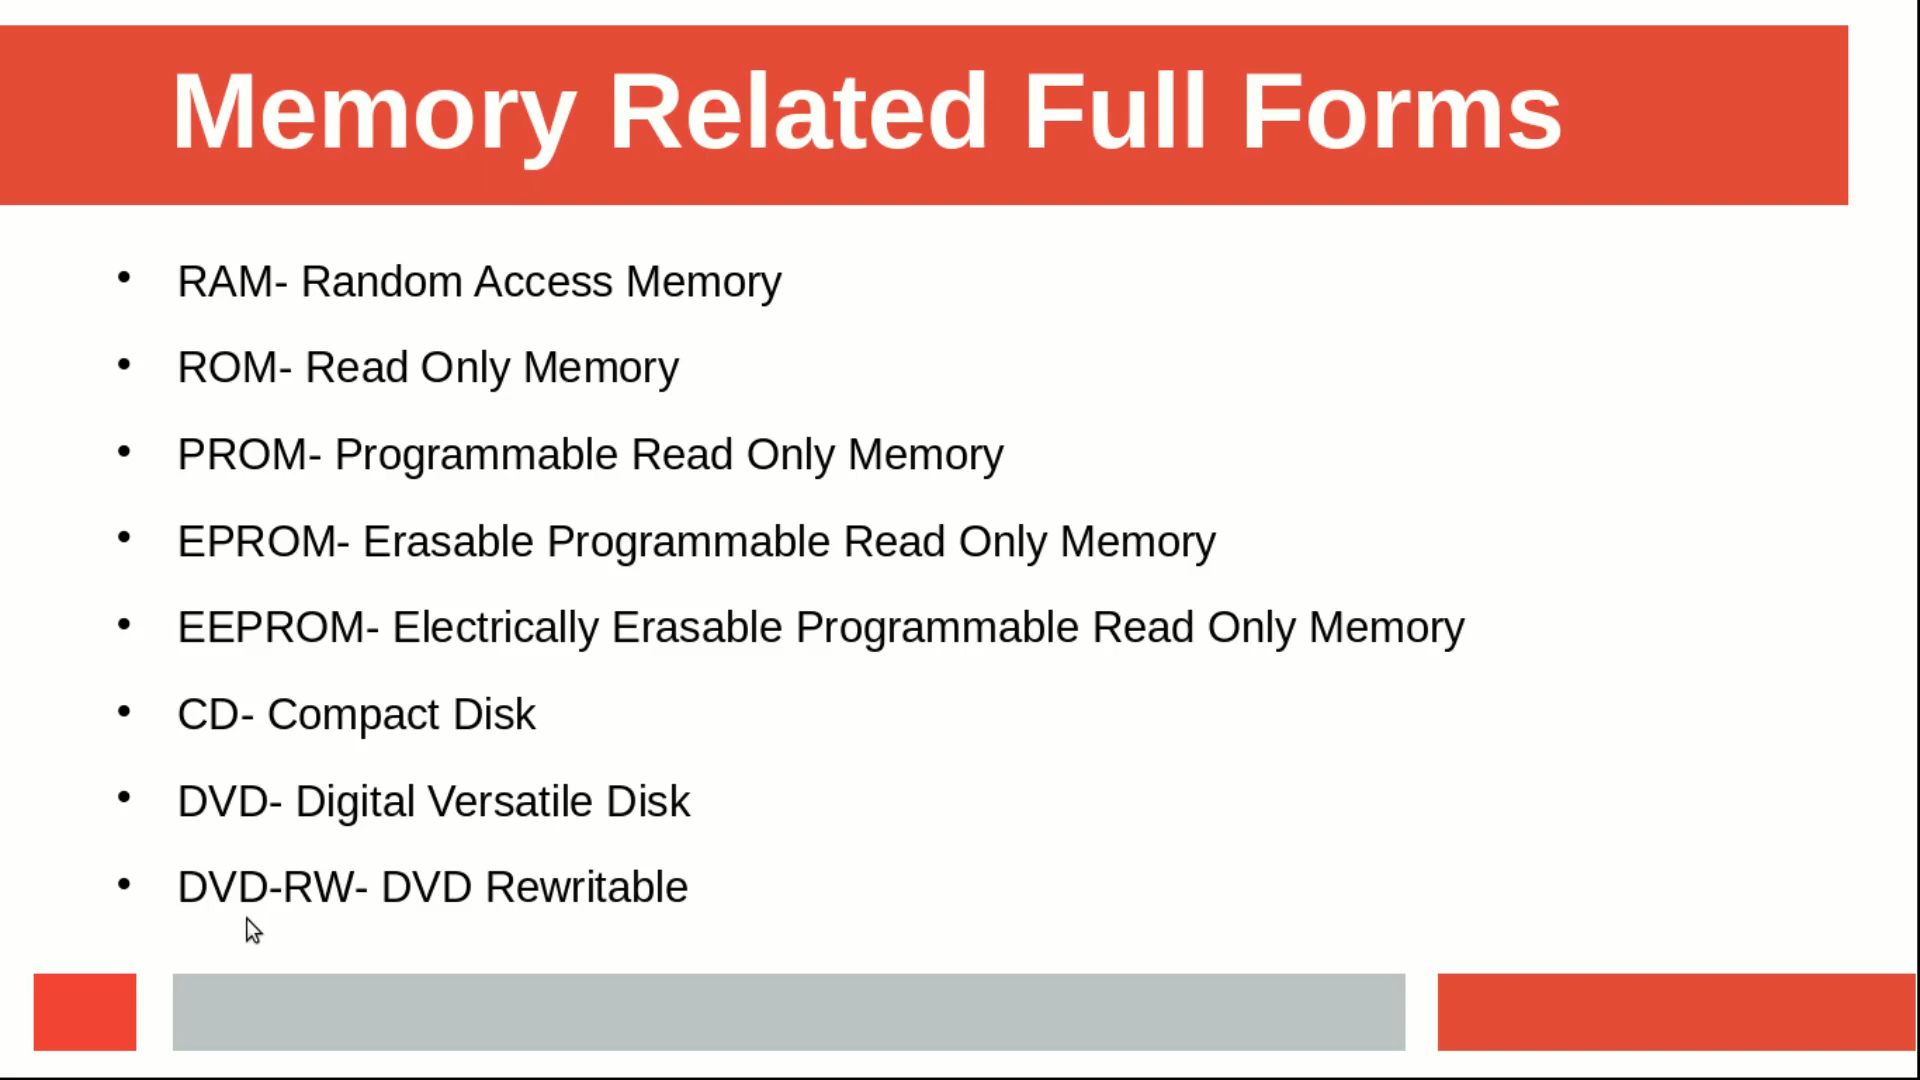 Memory Related Full Forms
• RAM- Random Access Memory
• ROM- Read Only Memory
• PROM- Programmable Read Only Memory
• EPROM- Erasable Programmable Read Only Memory
• EEPROM- Electrically Erasable Programmable Read Only Memory
• CD- Compact Disk
• DVD- Digital Versatile Disk
• DVD-RW- DVD Rewritable